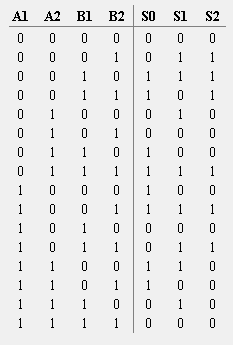 A1 A2 B1 B2 S0 S1 S2
0 0 0 0 0 0 0
0 0 0 1 0 1 1
0 0 1 0 1 1 1
0 0 1 1 1 0 1
0 1 0 0 0 1 0
0 1 0 1 0 0 0
0 1 1 0 1 0 0
0 1 1 1 1 1 1
1 0 0 0 1 0 0
1 0 0 1 1 1 1
1 0 1 0 0 0 0
1 0 1 1 0 1 1
1 1 0 0 1 1 0
1 1 0 1 1 0 0
1 1 1 0 0 1 0
1 1 1 1 0 0 0